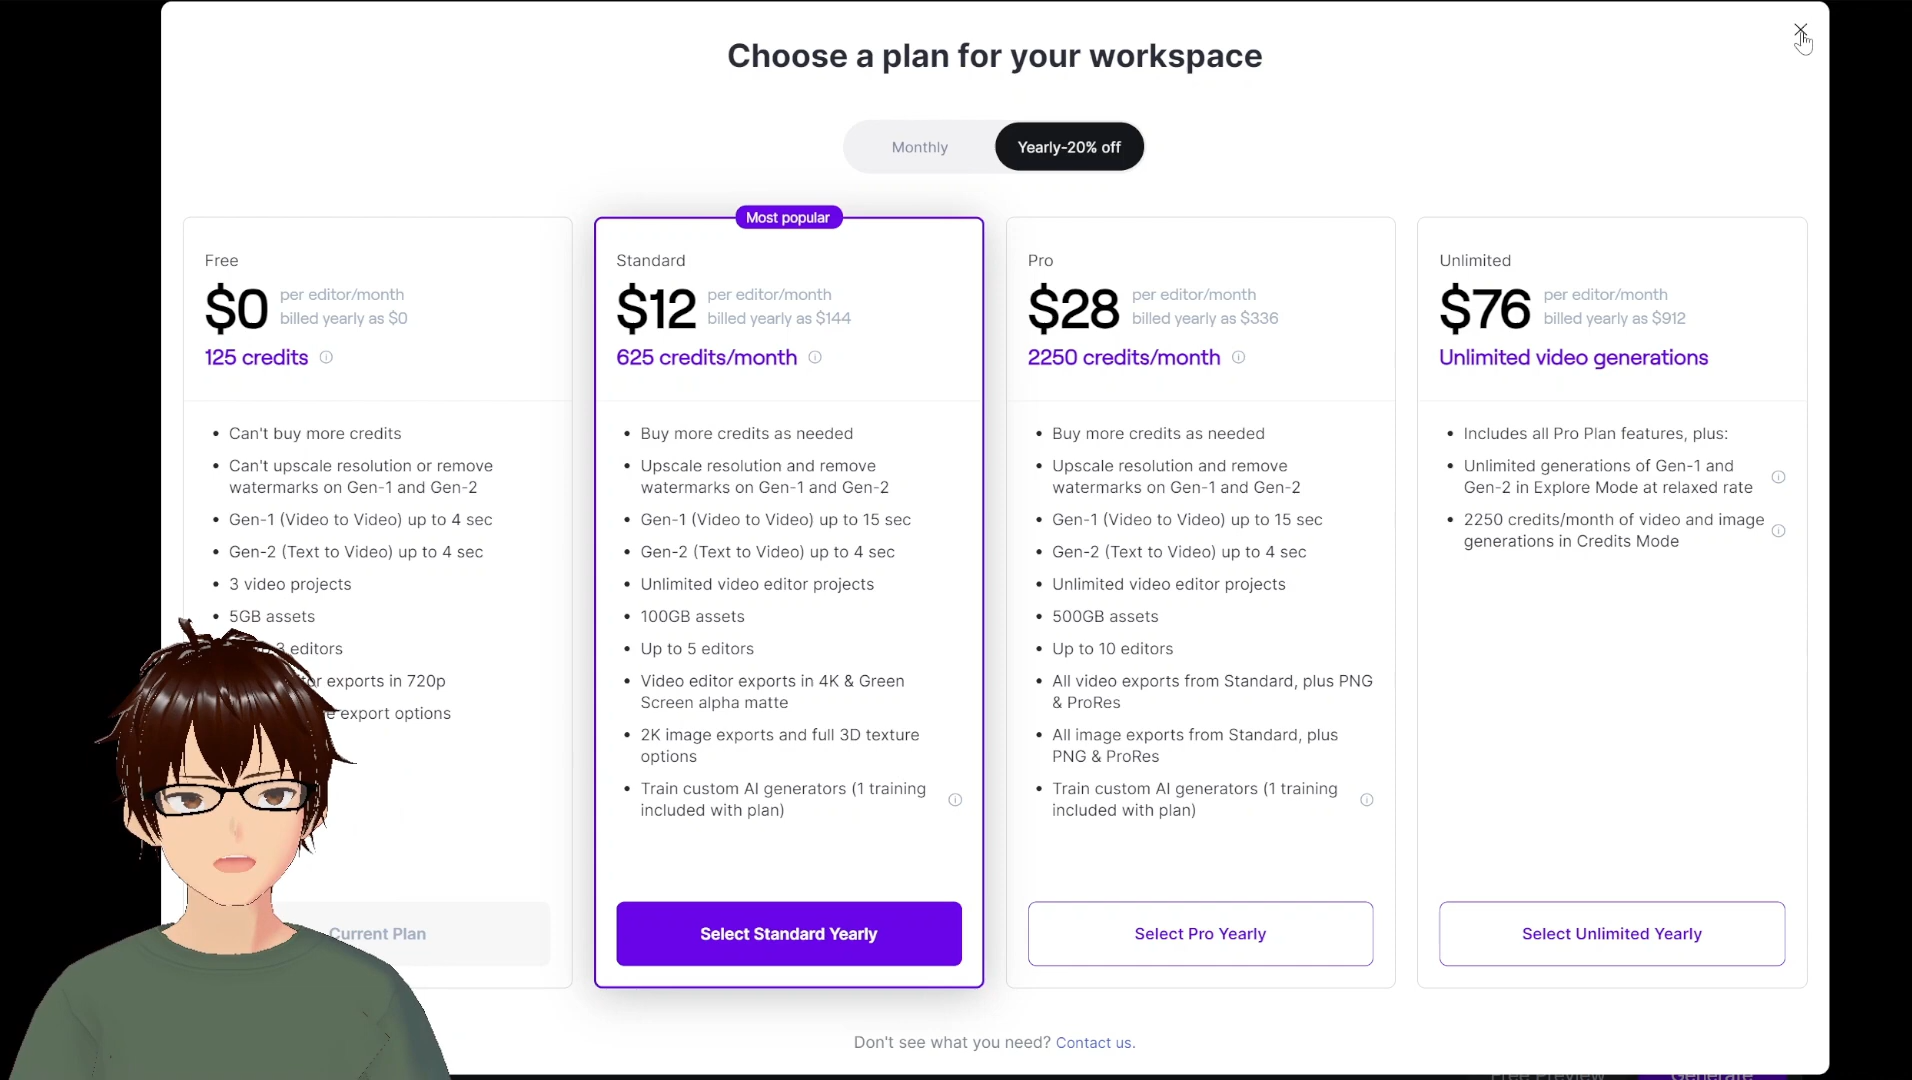 Choose a plan for your workspace
Monthly
Yearly-20% off
Free
$0 per editor/month
billed yearly as $0
125 credits
Can't buy more credits
Can't upscale resolution or remove
watermarks on Gen-1 and Gen-2
Gen-1 (Video to Video) up to 4 sec
Gen-2 (Text to Video) up to 4 sec
3 video projects
5GB assets
3 editors
exports in 720p
export options
Current Plan
Most popular
Standard
$12 per editor/month
billed yearly as $144
625 credits/month
Buy more credits as needed
Upscale resolution and remove
watermarks on Gen-1 and Gen-2
Gen-1 (Video to Video) up to 15 sec
Gen-2 (Text to Video) up to 4 sec
Unlimited video editor projects
100GB assets
Up to 5 editors
Video editor exports in 4K & Green
Screen alpha matte
2K image exports and full 3D texture
options
Train custom AI generators (1 training
included with plan)
Select Standard Yearly
Pro
$28 per editor/month
billed yearly as $336
2250 credits/month
Buy more credits as needed
Upscale resolution and remove
watermarks on Gen-1 and Gen-2
Gen-1 (Video to Video) up to 15 sec
Gen-2 (Text to Video) up to 4 sec
Unlimited video editor projects
500GB assets
Up to 10 editors
All video exports from Standard, plus PNG
& ProRes
All image exports from Standard, plus
PNG & ProRes
Train custom AI generators (1 training
included with plan)
Select Pro Yearly
Unlimited
$76 per editor/month
billed yearly as $912
Unlimited video generations
Includes all Pro Plan features, plus:
Unlimited generations of Gen-1 and
Gen-2 in Explore Mode at relaxed rate
2250 credits/month of video and image
generations in Credits Mode
Select Unlimited Yearly
Don't see what you need? Contact us.
Free Preview
Generate